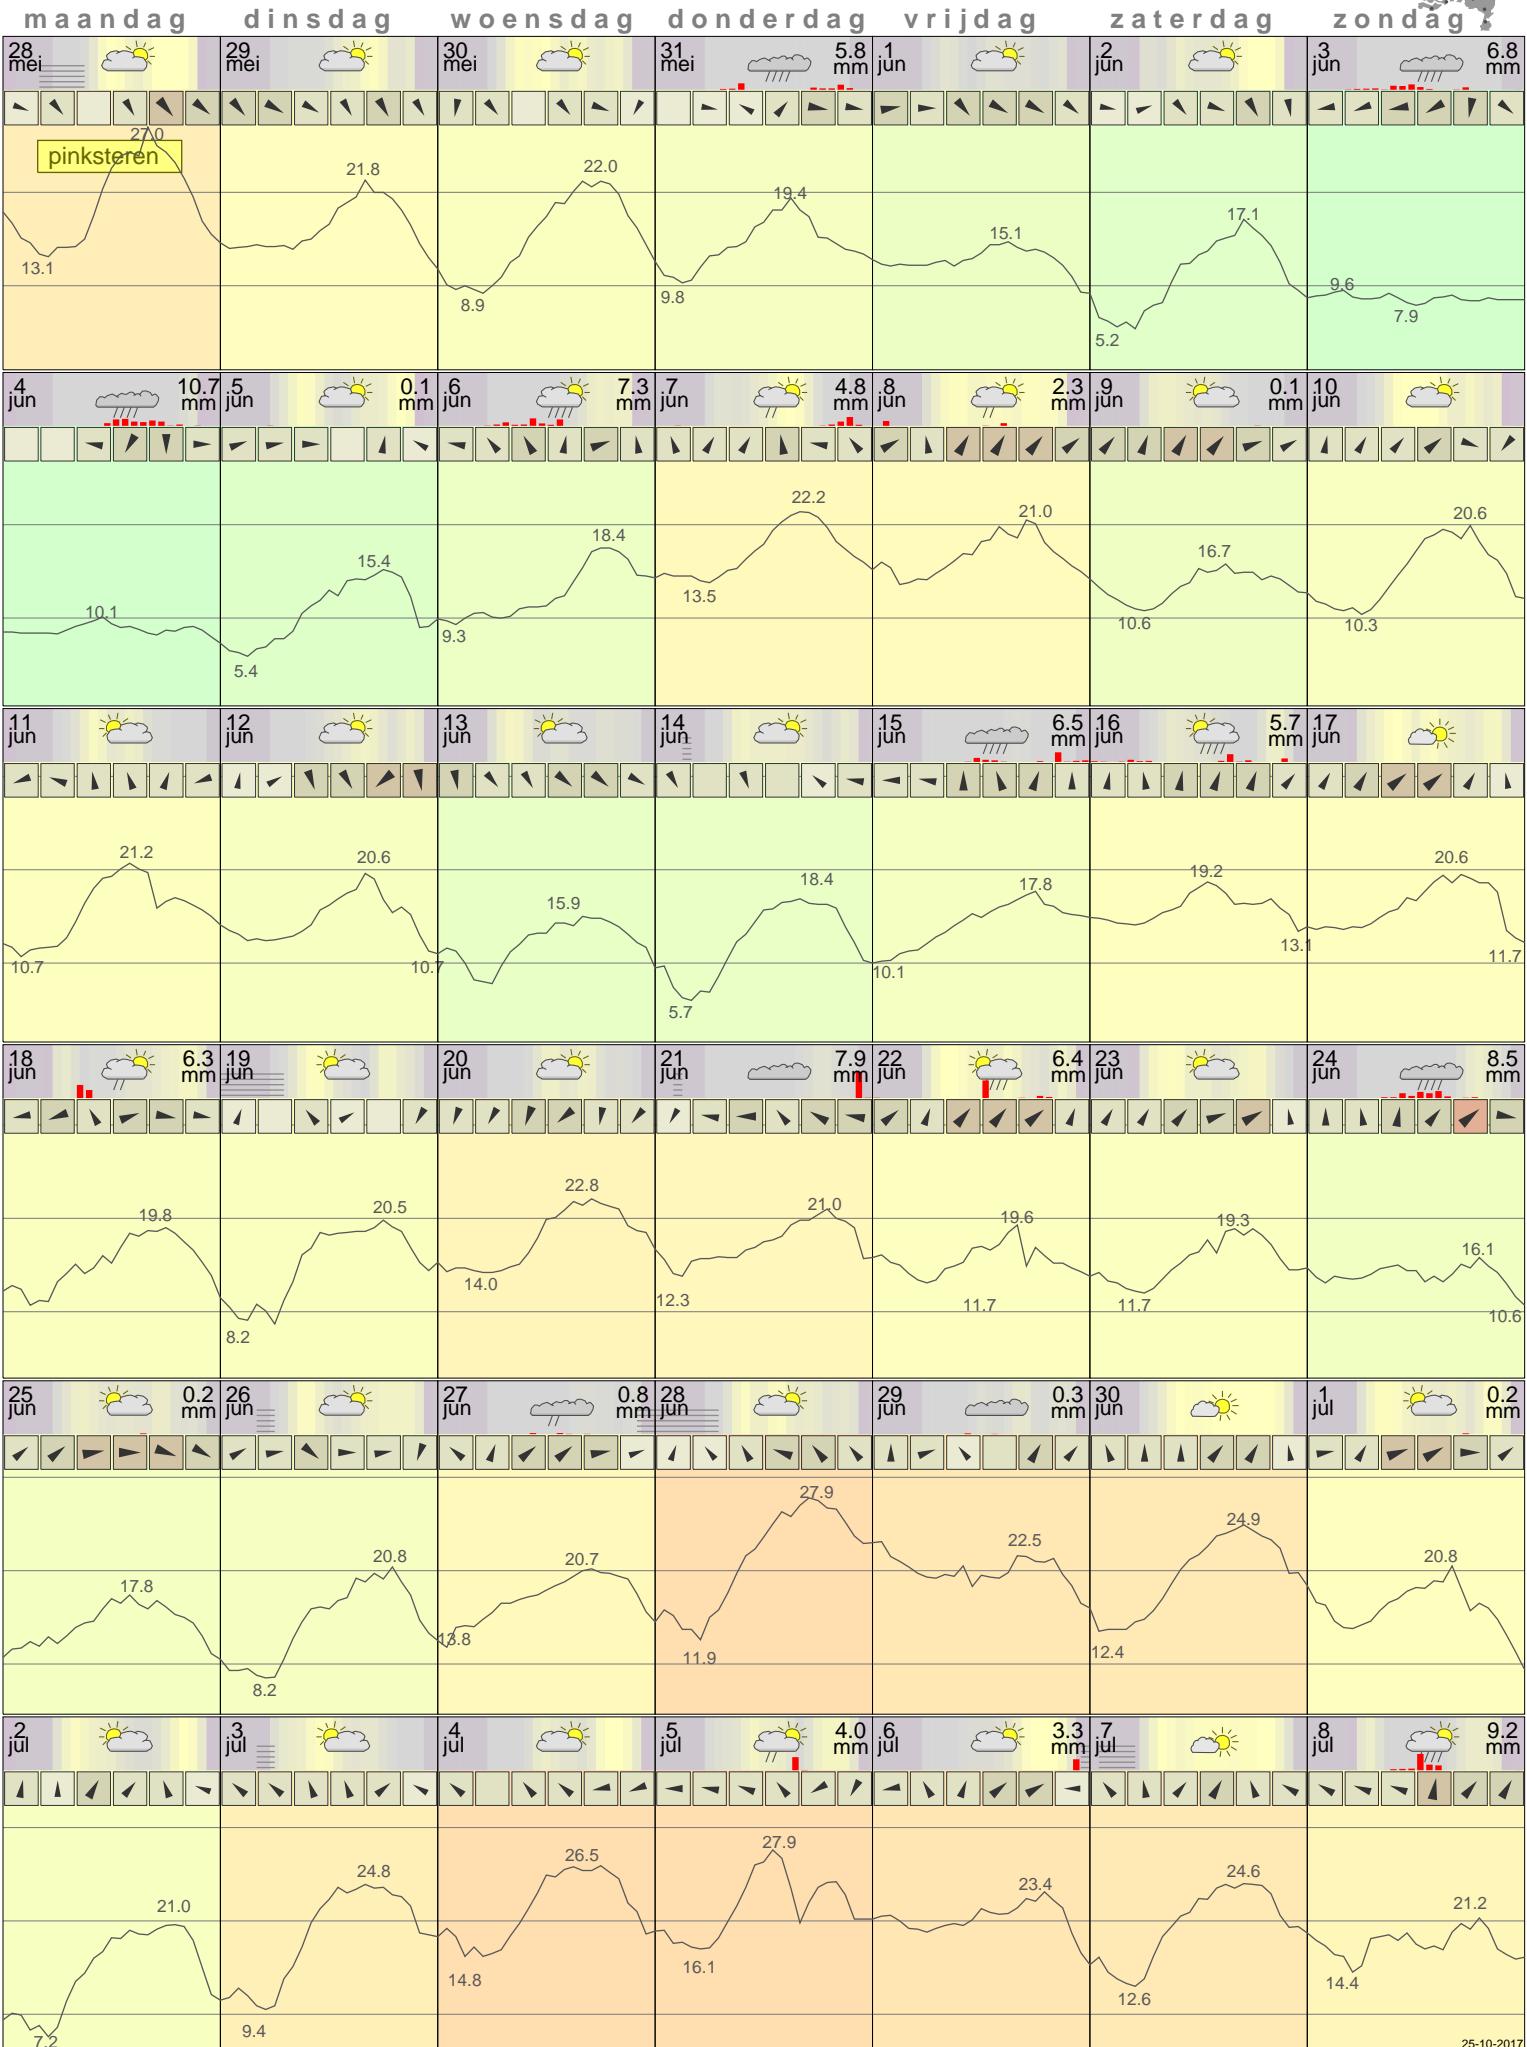 maandag dinsdag woensdag donderdag vrijdag zaterdag zondag
28 mei 29 mei 30 mei 31 mei 5.8 mm 1 jun 2 jun 3 jun 6.8 mm
pinksteren
27.0 21.8 22.0 19.4 15.1 17.1 9.6
13.1 8.9 9.8 5.2 7.9
4 jun 10.7 mm 5 jun 0.1 mm 6 jun 7.3 mm 7 jun 4.8 mm 8 jun 2.3 mm 9 jun 0.1 mm 10 jun
10.1 15.4 18.4 22.2 21.0 16.7 20.6
5.4 9.3 13.5 10.6 10.3
11 jun 12 jun 13 jun 14 jun 15 jun 6.5 mm 16 jun 5.7 mm 17 jun
21.2 20.6 15.9 18.4 17.8 19.2 20.6
10.7 10.7 5.7 10.1 13.1 11.7
18 jun 6.3 mm 19 jun 20 jun 21 jun 7.9 mm 22 jun 6.4 mm 23 jun 24 jun 8.5 mm
19.8 20.5 22.8 21.0 19.6 19.3 16.1
8.2 14.0 12.3 11.7 11.7 10.6
25 jun 0.2 mm 26 jun 27 jun 0.8 mm 28 jun 29 jun 0.3 mm 30 jun 1 jul 0.2 mm
17.8 20.8 20.7 27.9 22.5 24.9 20.8
8.2 13.8 11.9 12.4
2 jul 3 jul 4 jul 5 jul 4.0 mm 6 jul 3.3 mm 7 jul 8 jul 9.2 mm
21.0 24.8 26.5 27.9 23.4 24.6 21.2
7.2 9.4 14.8 16.1 12.6 14.4
25-10-2017